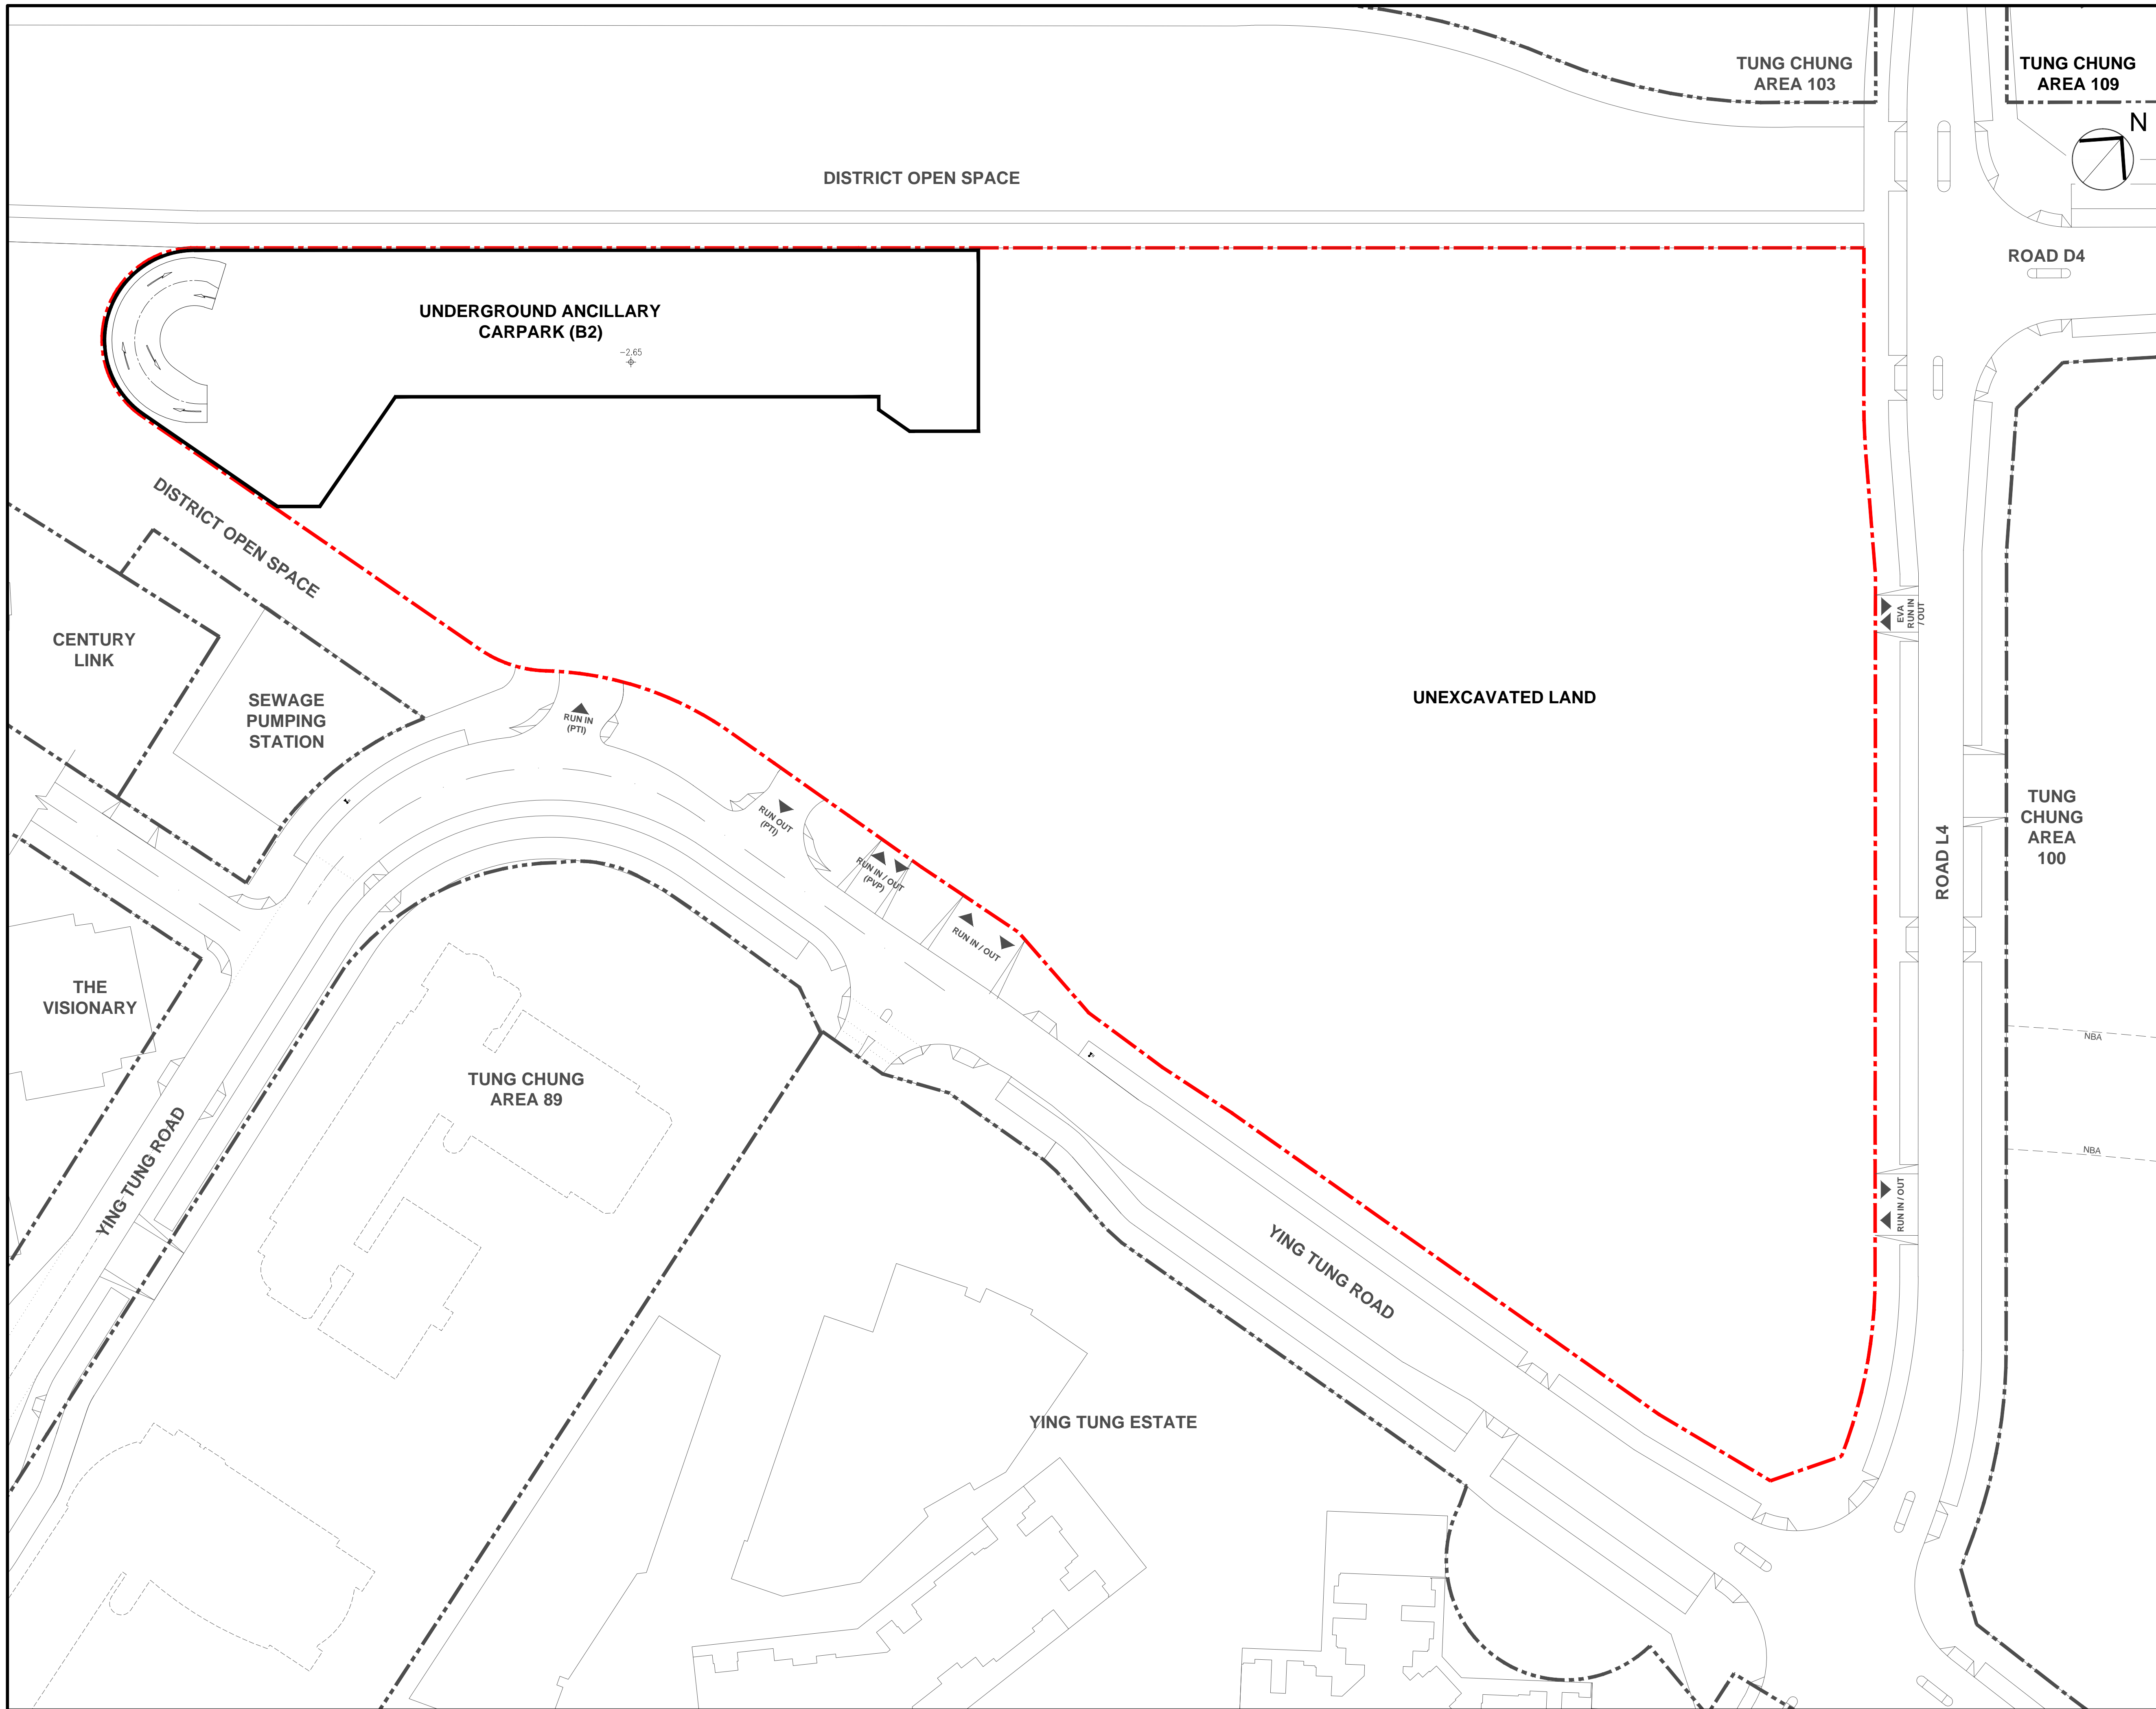 TUNG CHUNG
AREA 103
TUNG CHUNG
AREA 109
N
DISTRICT OPEN SPACE
ROAD D4
UNDERGROUND ANCILLARY
CARPARK (B2)
-2.65
DISTRICT OPEN SPACE
CENTURY
LINK
SEWAGE
PUMPING
STATION
RUN IN
(PTI)
RUN OUT
(PTI)
RUN IN / OUT
(PVP)
RUN IN / OUT
UNEXCAVATED LAND
EVA
RUN IN
/ OUT
TUNG
CHUNG
AREA
100
ROAD L4
THE
VISIONARY
NBA
NBA
TUNG CHUNG
AREA 89
YING TUNG ROAD
RUN IN / OUT
YING TUNG ROAD
YING TUNG ESTATE